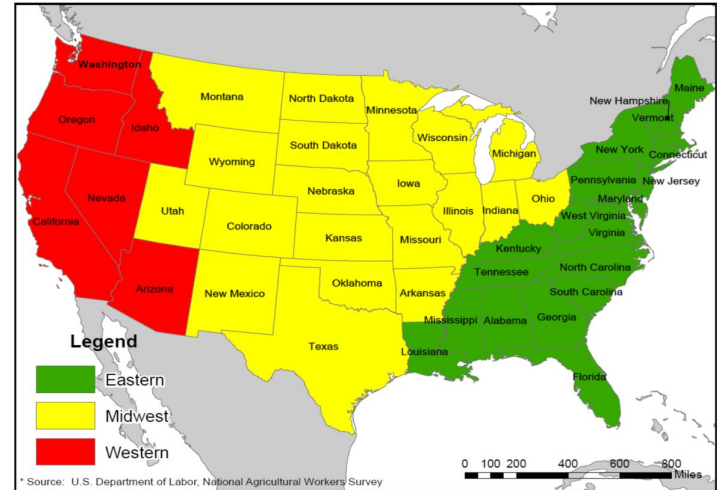 Washington
Maine
Montana
North Dakota
Minnesota
New Hampshire
Vermont
Oregon
Idaho
Wisconsin
South Dakota
Michigan
New York
Connecticut
Wyoming
Pennsylvania
New Jersey
Iowa
Nebraska
Nevada
Ohio
Maryland
Utah
Illinois
Indiana
West Virginia
California
Colorado
Kansas
Missouri
Virginia
Kentucky
North Carolina
Tennessee
Oklahoma
Arizona
New Mexico
Arkansas
South Carolina
Mississippi
Alabama
Georgia
Texas
Louisiana
Florida
Legend
Eastern
Midwest
Western
0 100 200 400 600 800
Miles
* Source: U.S. Department of Labor, National Agricultural Workers Survey